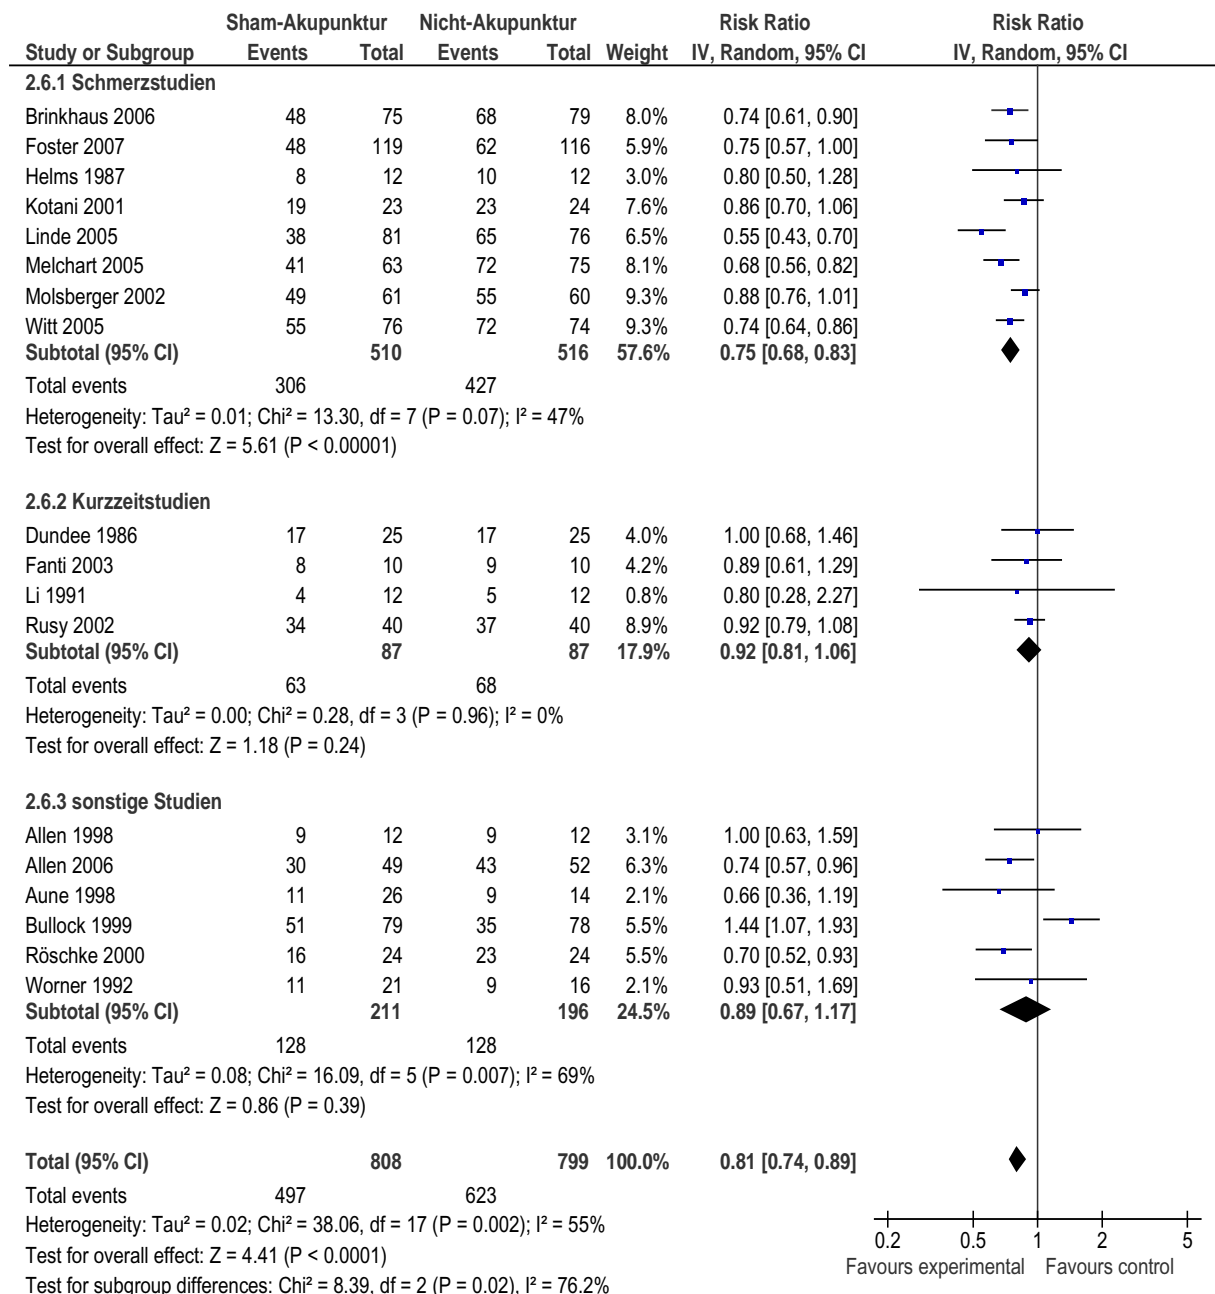 Sham-Akupunktur Nicht-Akupunktur Risk Ratio Risk Ratio
Study or Subgroup Events Total Events Total Weight IV, Random, 95% CI IV, Random, 95% CI
2.6.1 Schmerzstudien
Brinkhaus 2006 48 75 68 79 8.0% 0.74 [0.61, 0.90]
Foster 2007 48 119 62 116 5.9% 0.75 [0.57, 1.00]
Helms 1987 8 12 10 12 3.0% 0.80 [0.50, 1.28]
Kotani 2001 19 23 23 24 7.6% 0.86 [0.70, 1.06]
Linde 2005 38 81 65 76 6.5% 0.55 [0.43, 0.70]
Melchart 2005 41 63 72 75 8.1% 0.68 [0.56, 0.82]
Molsberger 2002 49 61 55 60 9.3% 0.88 [0.76, 1.01]
Witt 2005 55 76 72 74 9.3% 0.74 [0.64, 0.86]
Subtotal (95% CI) 510 516 57.6% 0.75 [0.68, 0.83]
Total events 306 427
Heterogeneity: Tau² = 0.01; Chi² = 13.30, df = 7 (P = 0.07); I² = 47%
Test for overall effect: Z = 5.61 (P < 0.00001)
2.6.2 Kurzzeitstudien
Dundee 1986 17 25 17 25 4.0% 1.00 [0.68, 1.46]
Fanti 2003 8 10 9 10 4.2% 0.89 [0.61, 1.29]
Li 1991 4 12 5 12 0.8% 0.80 [0.28, 2.27]
Rusy 2002 34 40 37 40 8.9% 0.92 [0.79, 1.08]
Subtotal (95% CI) 87 87 17.9% 0.92 [0.81, 1.06]
Total events 63 68
Heterogeneity: Tau² = 0.00; Chi² = 0.28, df = 3 (P = 0.96); I² = 0%
Test for overall effect: Z = 1.18 (P = 0.24)
2.6.3 sonstige Studien
Allen 1998 9 12 9 12 3.1% 1.00 [0.63, 1.59]
Allen 2006 30 49 43 52 6.3% 0.74 [0.57, 0.96]
Aune 1998 11 26 9 14 2.1% 0.66 [0.36, 1.19]
Bullock 1999 51 79 35 78 5.5% 1.44 [1.07, 1.93]
Röschke 2000 16 24 23 24 5.5% 0.70 [0.52, 0.93]
Worner 1992 11 21 9 16 2.1% 0.93 [0.51, 1.69]
Subtotal (95% CI) 211 196 24.5% 0.89 [0.67, 1.17]
Total events 128 128
Heterogeneity: Tau² = 0.08; Chi² = 16.09, df = 5 (P = 0.007); I² = 69%
Test for overall effect: Z = 0.86 (P = 0.39)
Total (95% CI) 808 799 100.0% 0.81 [0.74, 0.89]
Total events 497 623
Heterogeneity: Tau² = 0.02; Chi² = 38.06, df = 17 (P = 0.002); I² = 55%
Test for overall effect: Z = 4.41 (P < 0.0001)
Test for subgroup differences: Chi² = 8.39, df = 2 (P = 0.02), I² = 76.2%
0.2 0.5 1 2 5
Favours experimental Favours control